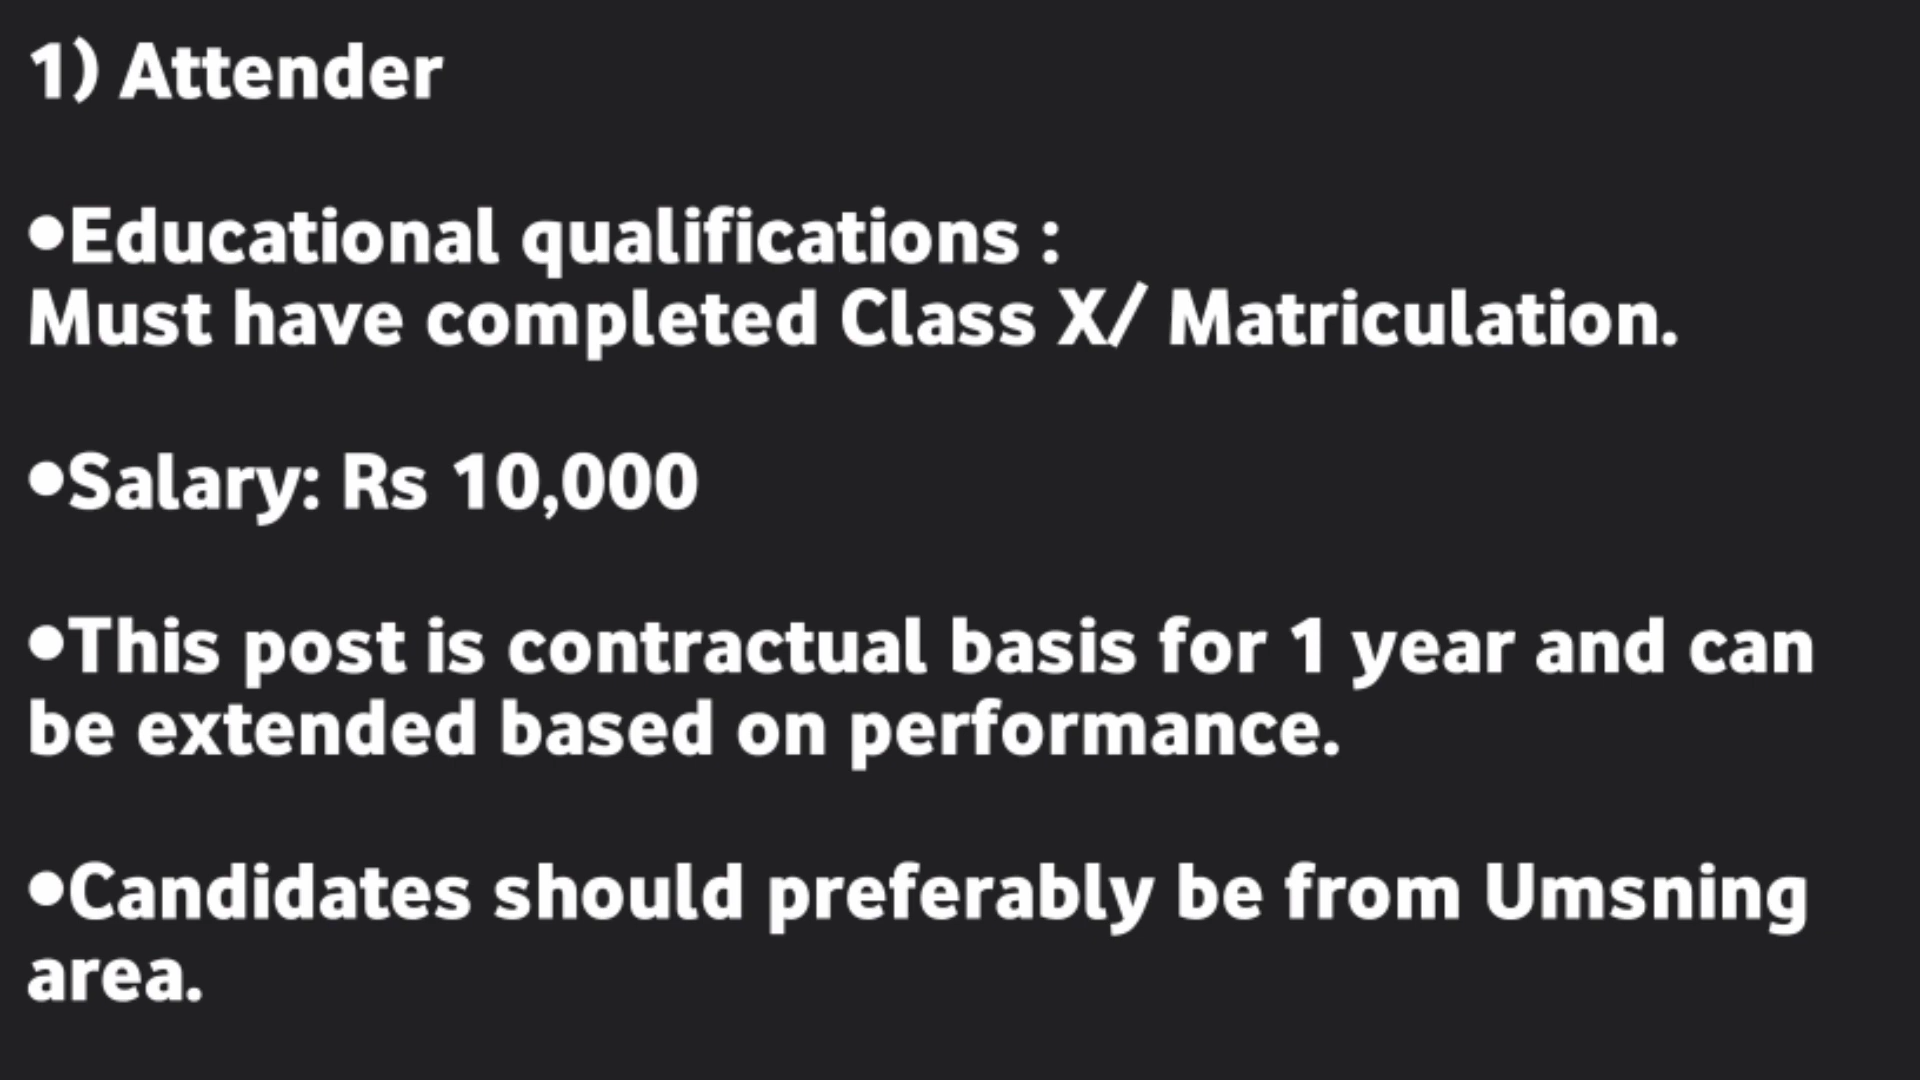 1) Attender
•Educational qualifications :
Must have completed Class X/ Matriculation.
•Salary: Rs 10,000
•This post is contractual basis for 1 year and can
be extended based on performance.
•Candidates should preferably be from Umsning
area.